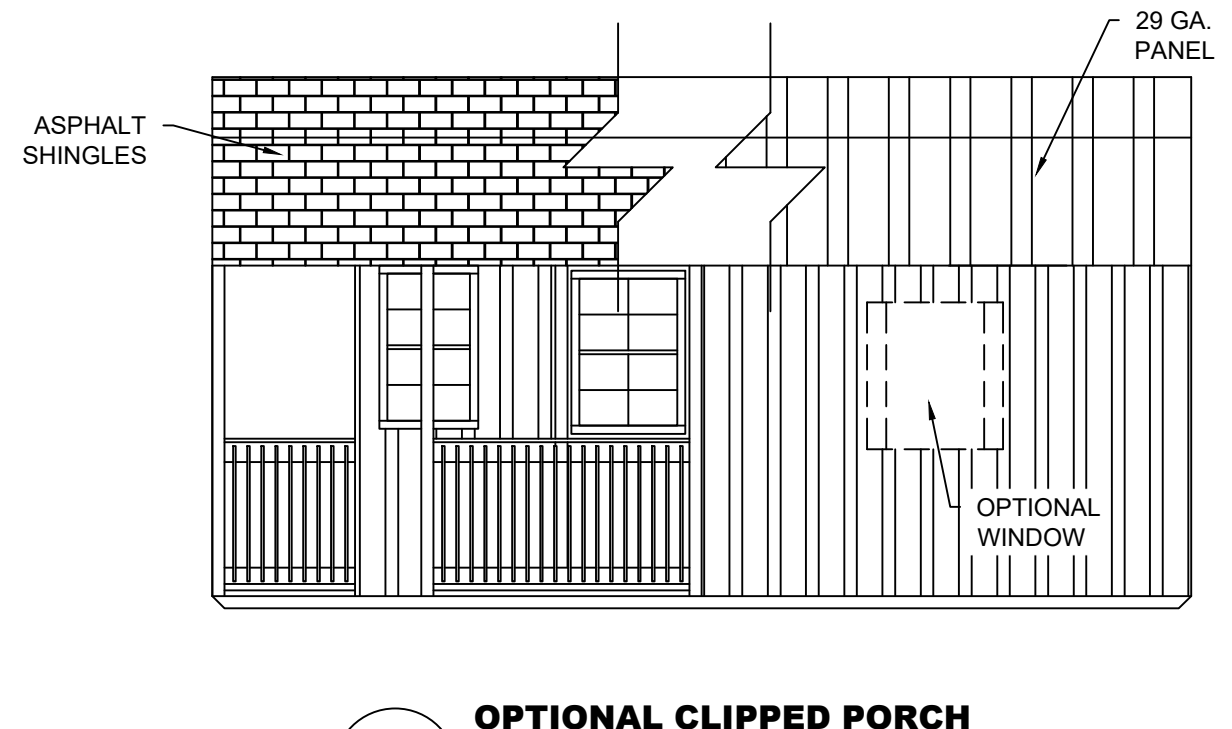 29 GA.
PANEL
ASPHALT
SHINGLES
OPTIONAL
WINDOW
OPTIONAL CLIPPED PORCH